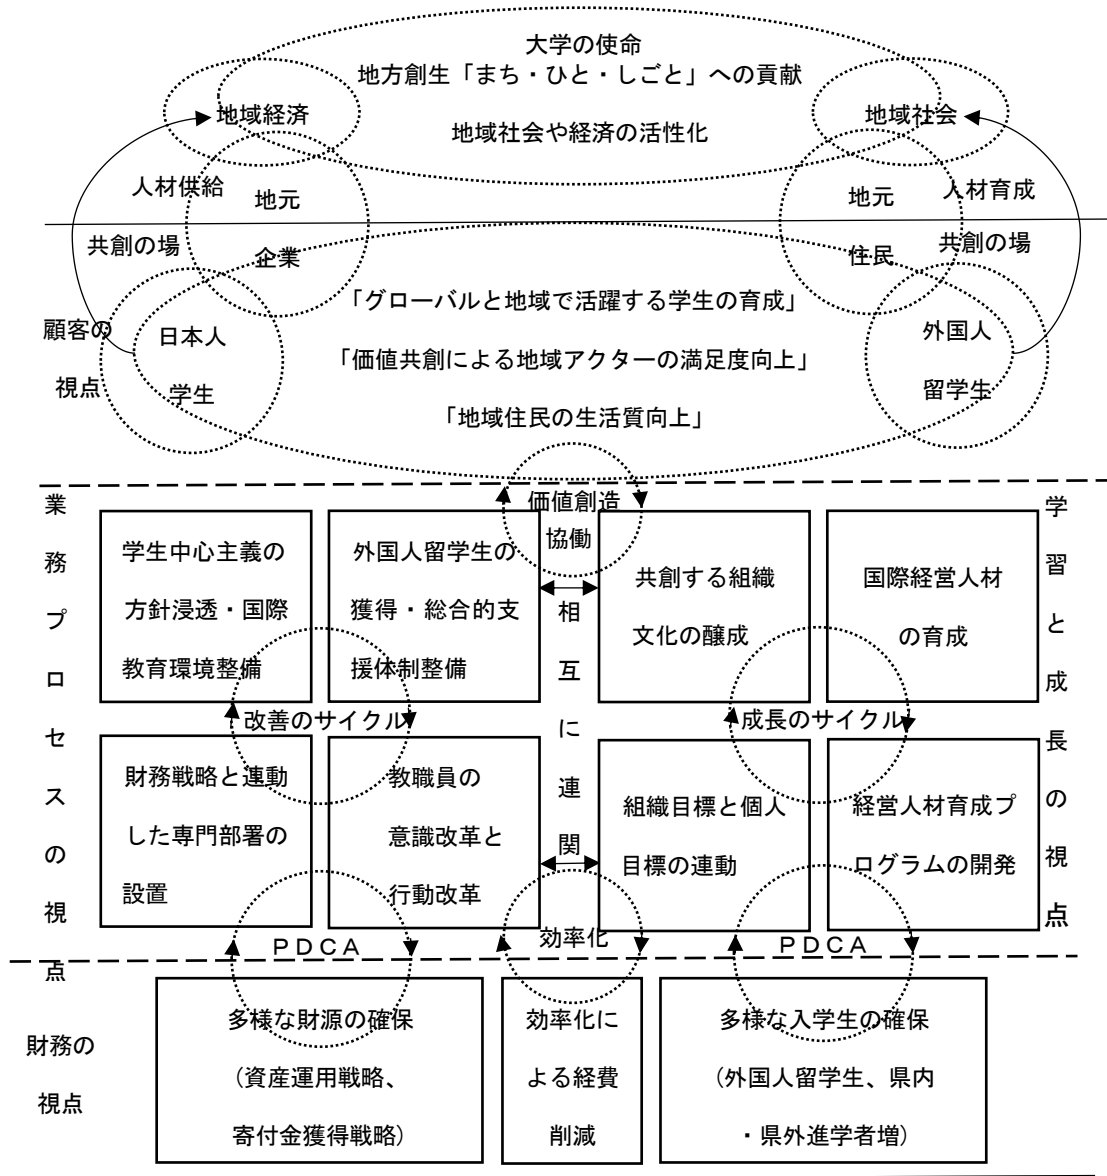 大学の使命
地方創生「まち・ひと・しごと」への貢献
地域経済
地域社会
地域社会や経済の活性化
人材供給
地元
企業
地元
住民
人材育成
共創の場
共創の場
「グローバルと地域で活躍する学生の育成」
顧客の
視点
日本人
学生
外国人
留学生
「価値共創による地域アクターの満足度向上」
「地域住民の生活質向上」
価値創造
協働
業務プロセスの視点
学習と成長の視点
学生中心主義の
方針浸透・国際
教育環境整備
外国人留学生の
獲得・総合的支
援体制整備
相互に連関
共創する組織
文化の醸成
国際経営人材
の育成
改善のサイクル
成長のサイクル
財務戦略と連動
した専門部署の
設置
教職員の
意識改革と
行動改革
組織目標と個人
目標の連動
経営人材育成プ
ログラムの開発
PDCA
効率化
PDCA
財務の
視点
多様な財源の確保
(資産運用戦略、
寄付金獲得戦略)
効率化に
よる経費
削減
多様な入学生の確保
(外国人留学生、県内
・県外進学者増)